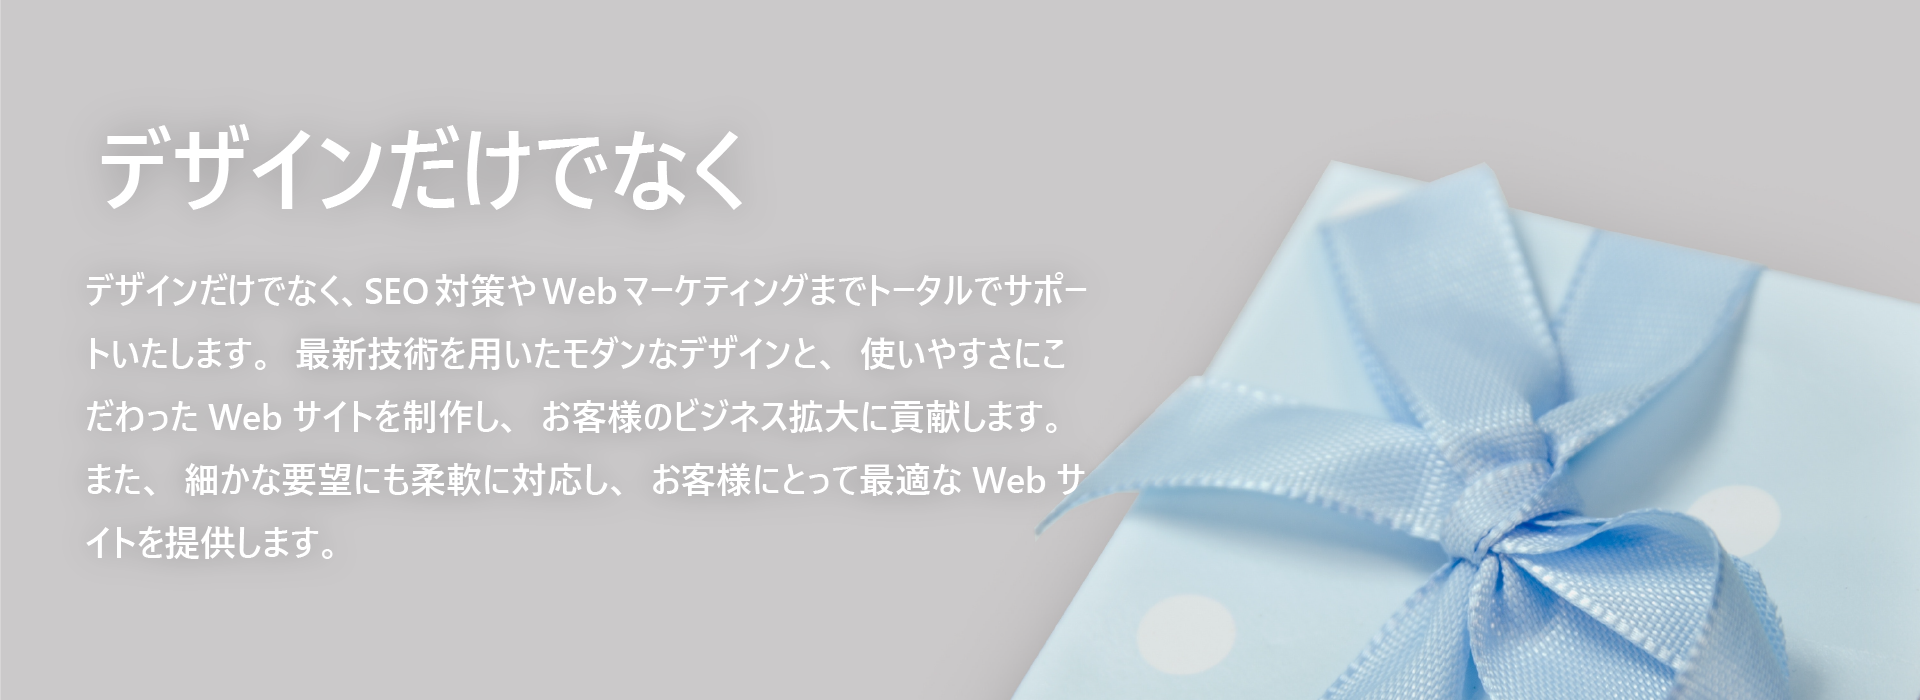 デザインだけでなく
デザインだけでなく、SEO対策やWebマーケティングまでトータルでサポー
トいたします。 最新技術を用いたモダンなデザインと、 使いやすさにこ
だわった Web サイトを制作し、 お客様のビジネス拡大に貢献します。
また、 細かな要望にも柔軟に対応し、 お客様にとって最適な Web サ
イトを提供します。